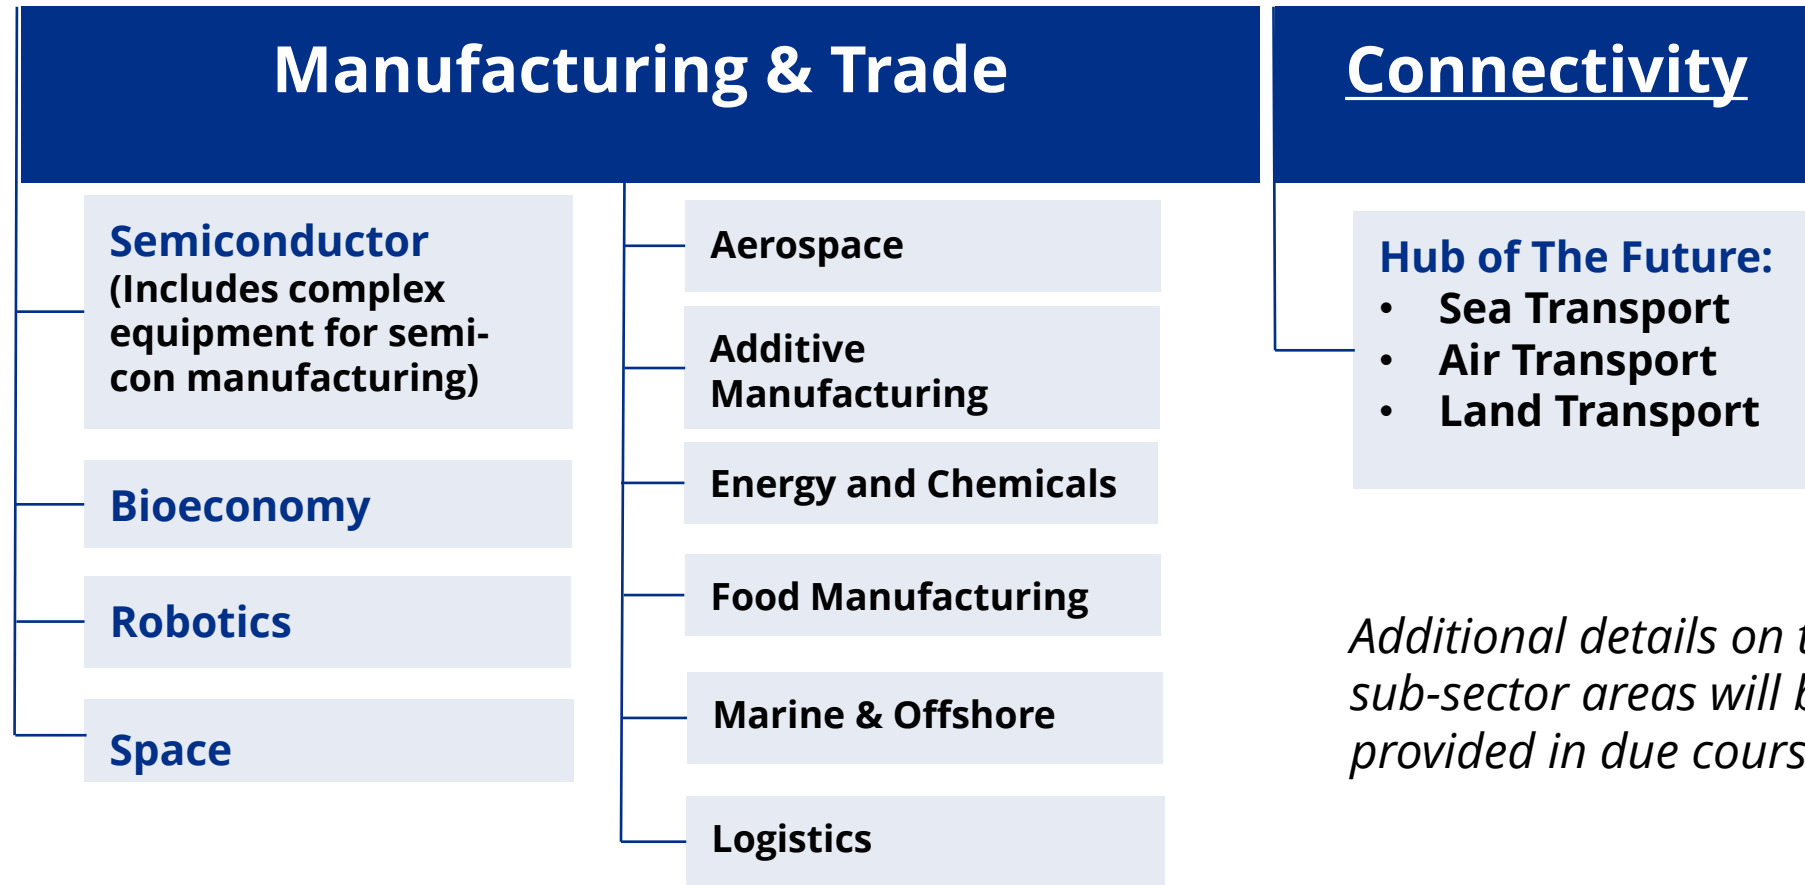 Manufacturing & Trade
Semiconductor
(Includes complex
equipment for semi-
con manufacturing)
Bioeconomy
Robotics
Space
Aerospace
Additive
Manufacturing
Energy and Chemicals
Food Manufacturing
Marine & Offshore
Logistics
Connectivity
Hub of The Future:
• Sea Transport
• Air Transport
• Land Transport
Additional details on
sub-sector areas will
provided in due